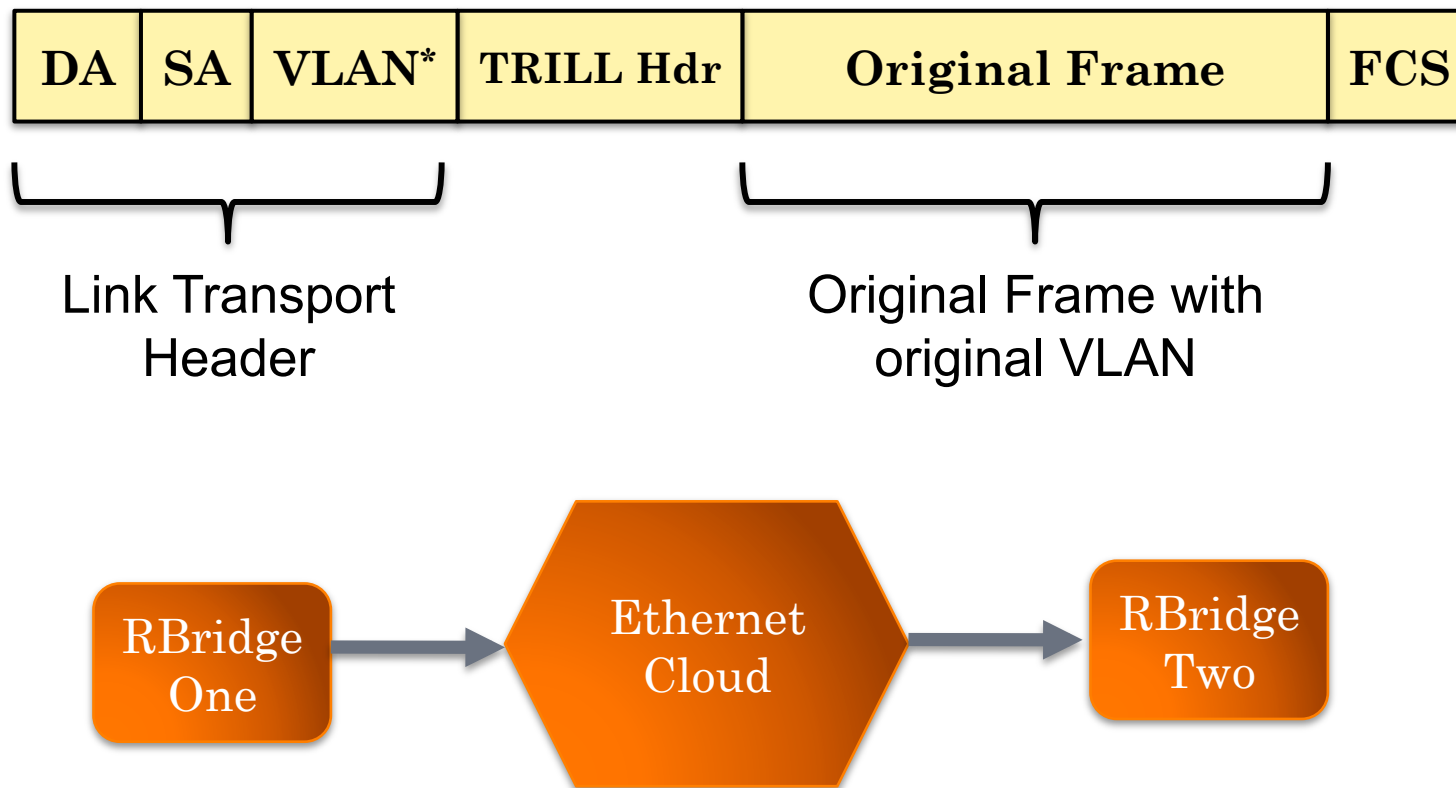 DA SA VLAN* TRILL Hdr Original Frame FCS
Link Transport
Header
Original Frame with
original VLAN
RBridge
One
Ethernet
Cloud
RBridge
Two